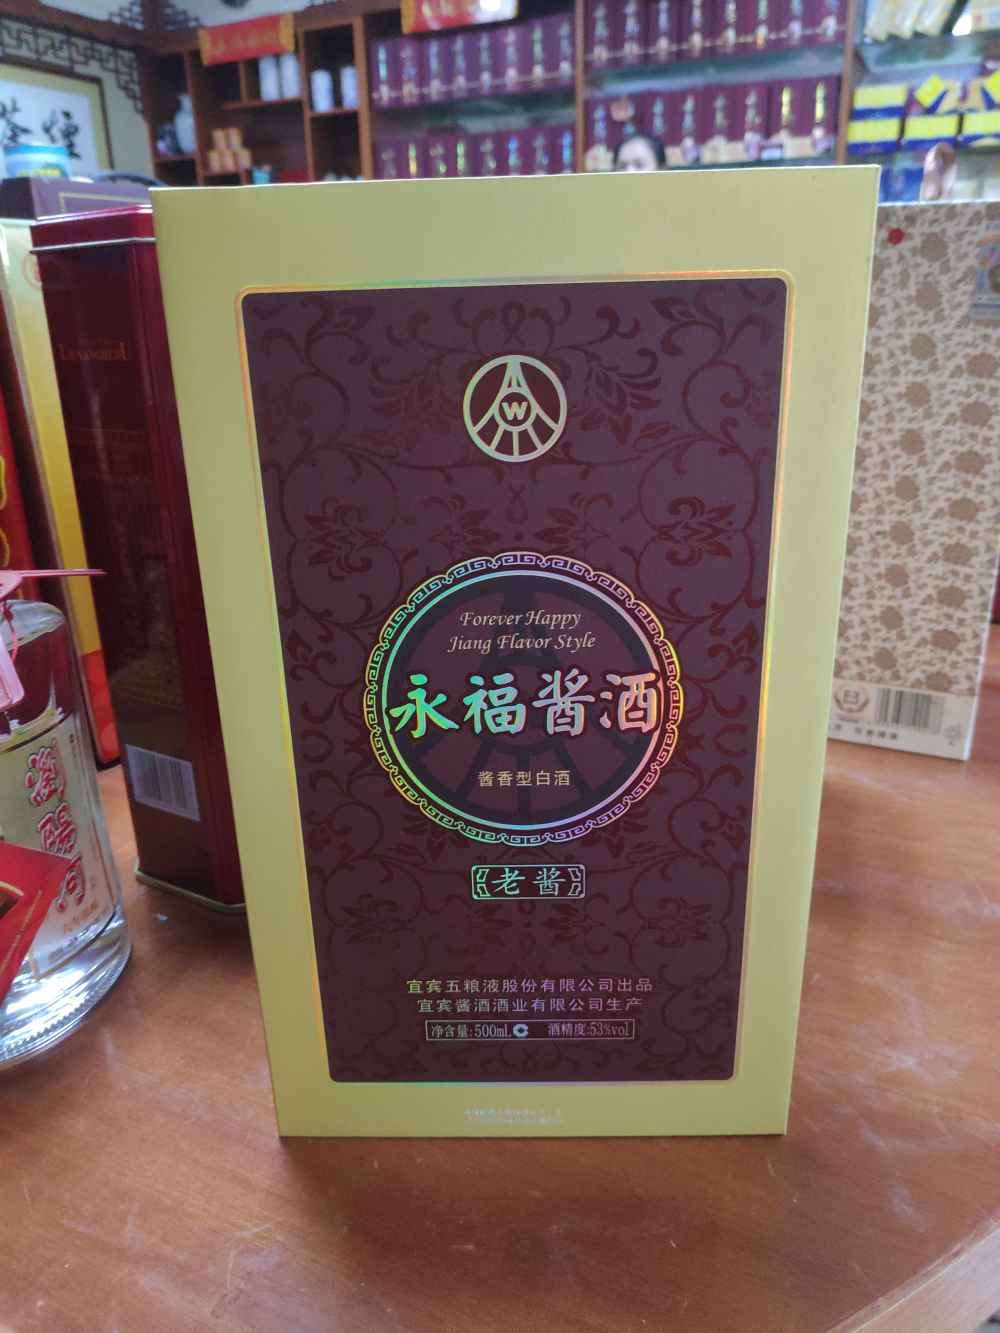 W
Forever Happy
Jiang Flavor Style
永福酱酒
酱香型白酒
老酱
宜宾五粮液股份有限公司出品
宜宾酱酒酒业有限公司生产
净含量:500mL 酒精度:53%vol
浏陽河